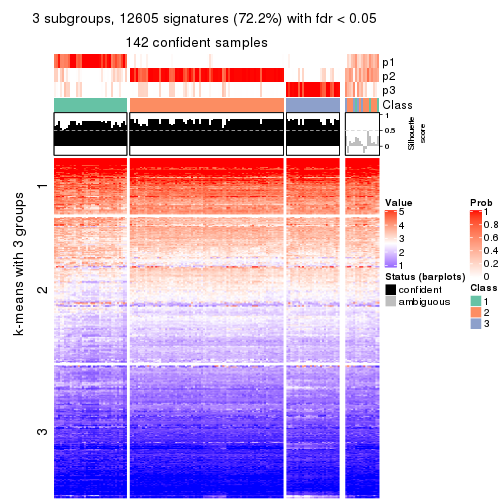 3 subgroups, 12605 signatures (72.2%) with fdr < 0.05
142 confident samples
p1
p2
p3
Class
1
0.5
0
Silhouette
score
k-means with 3 groups
1
2
3
Value
5
4
3
2
1
Status (barplots)
confident
ambiguous
Prob
1
0.8
0.6
0.4
0.2
0
Class
1
2
3